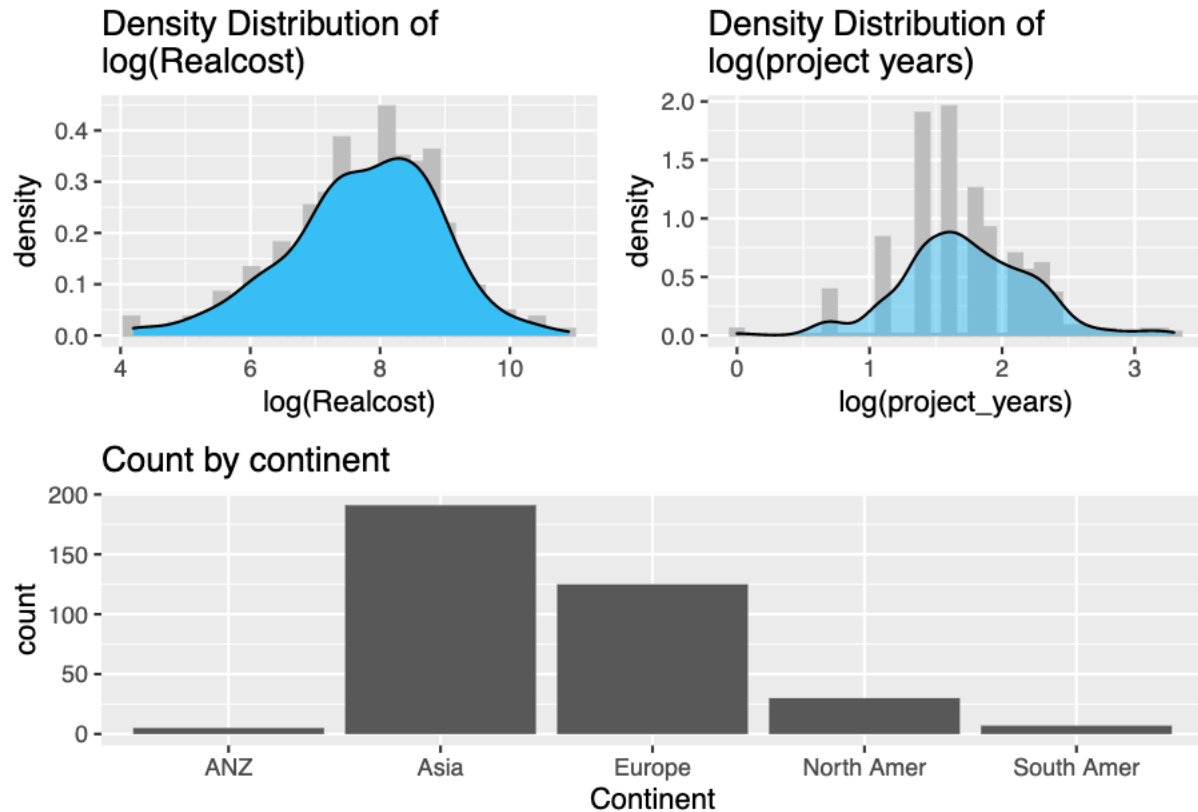 Density Distribution of
log(Realcost)
density
0.4
0.3
0.2
0.1
0.0
4 6 8 10
log(Realcost)
Density Distribution of
log(project years)
density
2.0
1.5
1.0
0.5
0.0
0 1 2 3
log(project_years)
Count by continent
count
200
150
100
50
0
ANZ Asia Europe North Amer South Amer
Continent